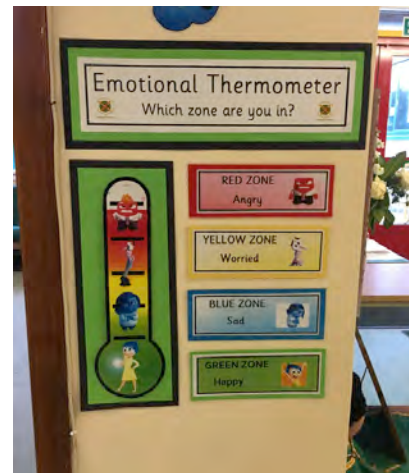 Emotional Thermometer
Which zone are you in?
RED ZONE
Angry
YELLOW ZONE
Worried
BLUE ZONE
Sad
GREEN ZONE
Happy